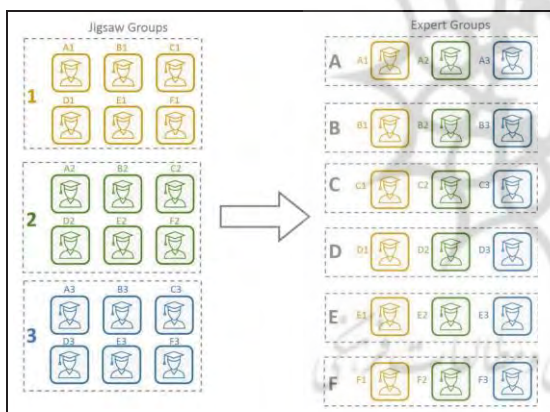 Jigsaw Groups
A1 B1 C1
1
D1 E1 F1
A2 B2 C2
2
D2 E2 F2
A3 B3 C3
3
D3 E3 F3
Expert Groups
A A1 A2 A3
B B1 B2 B3
C C3 C2 C3
D D1 D2 D3
E E1 E2 E3
F F1 F2 F3